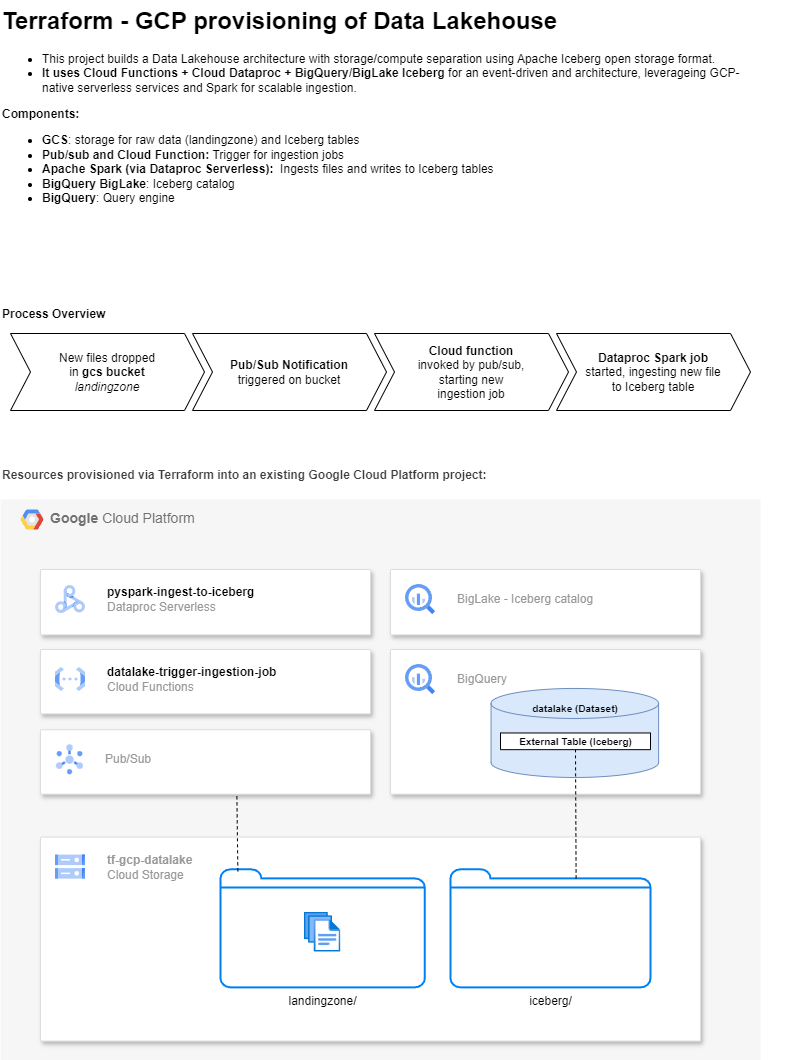 Terraform - GCP provisioning of Data Lakehouse
• This project builds a Data Lakehouse architecture with storage/compute separation using Apache Iceberg open storage format.
• It uses Cloud Functions + Cloud Dataproc + BigQuery/BigLake Iceberg for an event-driven and architecture, leverageing GCP-
native serverless services and Spark for scalable ingestion.
Components:
• GCS: storage for raw data (landingzone) and Iceberg tables
• Pub/sub and Cloud Function: Trigger for ingestion jobs
• Apache Spark (via Dataproc Serverless): Ingests files and writes to Iceberg tables
• BigQuery BigLake: Iceberg catalog
• BigQuery: Query engine
Process Overview
New files dropped
in gcs bucket
landingzone
Pub/Sub Notification
triggered on bucket
Cloud function
invoked by pub/sub,
starting new
ingestion job
Dataproc Spark job
started, ingesting new file
to Iceberg table
Resources provisioned via Terraform into an existing Google Cloud Platform project:
Google Cloud Platform
pyspark-ingest-to-iceberg
Dataproc Serverless
BigLake - Iceberg catalog
datalake-trigger-ingestion-job
Cloud Functions
BigQuery
datalake (Dataset)
External Table (Iceberg)
Pub/Sub
tf-gcp-datalake
Cloud Storage
landingzone/
iceberg/